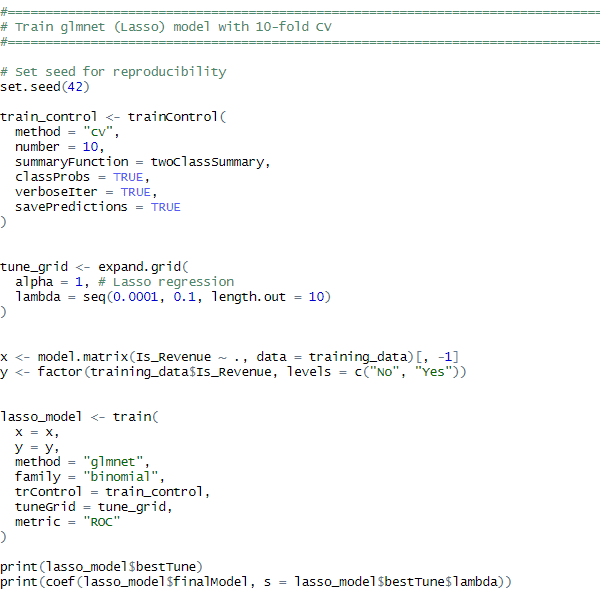 #===============================================================================
# Train glmnet (Lasso) model with 10-fold CV
#===============================================================================
# Set seed for reproducibility
set.seed(42)
train_control <- trainControl(
  method = "cv",
  number = 10,
  summaryFunction = twoClassSummary,
  classProbs = TRUE,
  verboseIter = TRUE,
  savePredictions = TRUE
)
tune_grid <- expand.grid(
  alpha = 1, # Lasso regression
  lambda = seq(0.0001, 0.1, length.out = 10)
)
x <- model.matrix(Is_Revenue ~ ., data = training_data)[, -1]
y <- factor(training_data$Is_Revenue, levels = c("No", "Yes"))
lasso_model <- train(
  x = x,
  y = y,
  method = "glmnet",
  family = "binomial",
  trControl = train_control,
  tuneGrid = tune_grid,
  metric = "ROC"
)
print(lasso_model$bestTune)
print(coef(lasso_model$finalModel, s = lasso_model$bestTune$lambda))